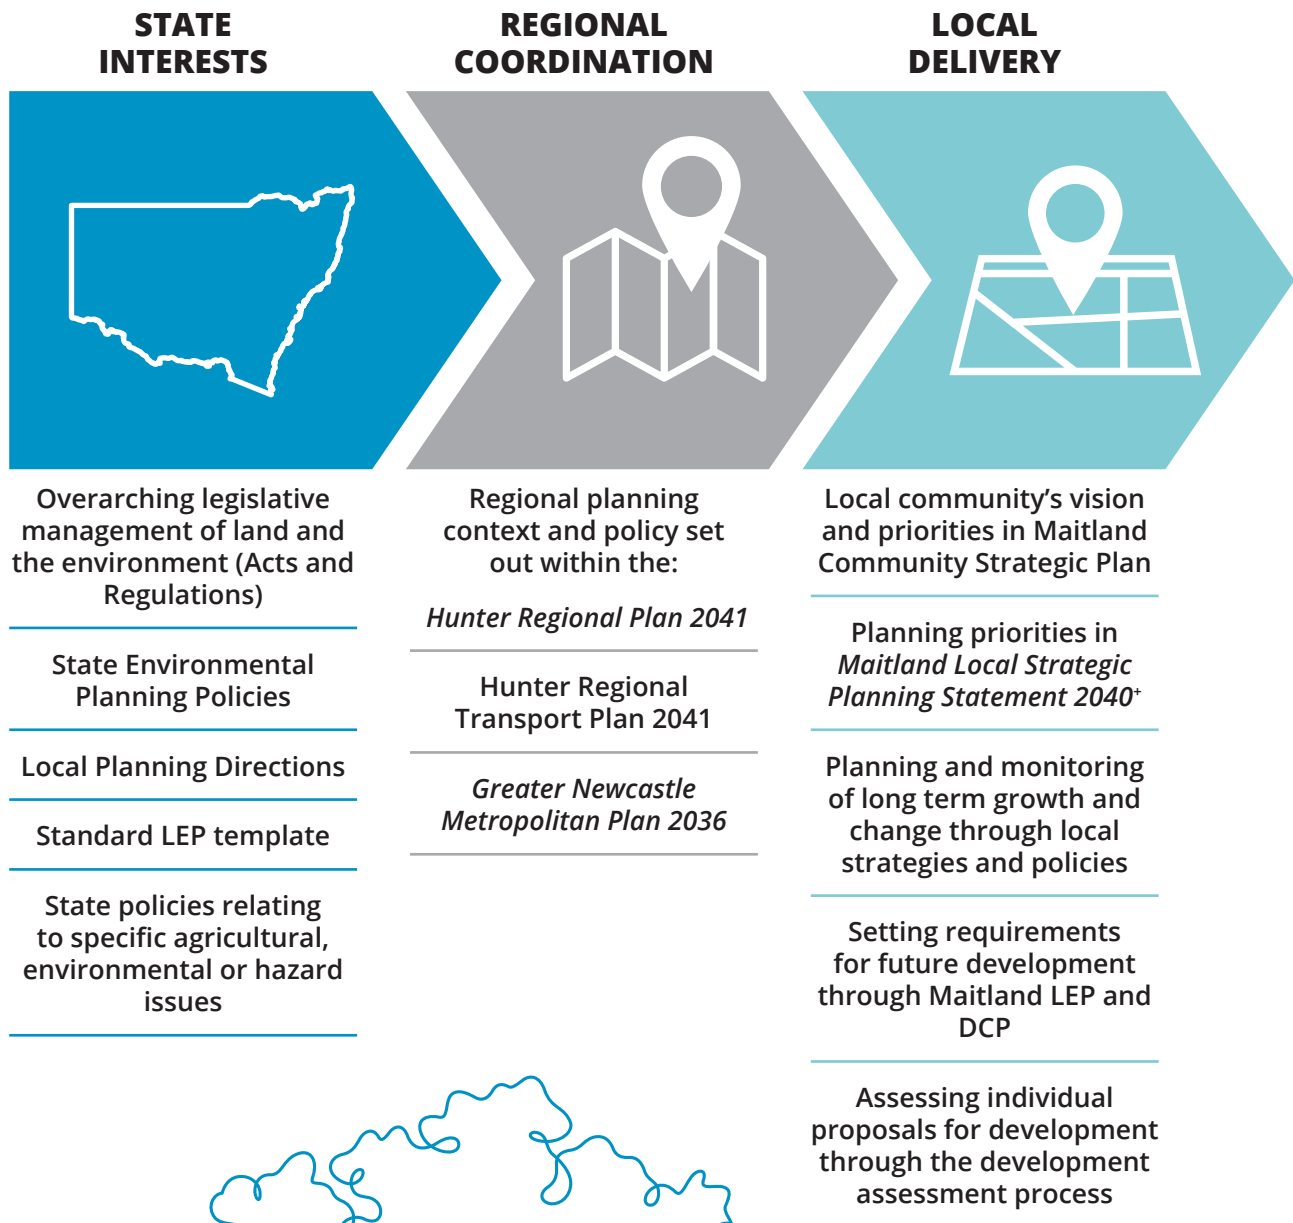 STATE
INTERESTS
Overarching legislative
management of land and
the environment (Acts and
Regulations)
State Environmental
Planning Policies
Local Planning Directions
Standard LEP template
State policies relating
to specific agricultural,
environmental or hazard
issues
REGIONAL
COORDINATION
Regional planning
context and policy set
out within the:
Hunter Regional Plan 2041
Hunter Regional
Transport Plan 2041
Greater Newcastle
Metropolitan Plan 2036
LOCAL
DELIVERY
Local community’s vision
and priorities in Maitland
Community Strategic Plan
Planning priorities in
Maitland Local Strategic
Planning Statement 2040⁺
Planning and monitoring
of long term growth and
change through local
strategies and policies
Setting requirements
for future development
through Maitland LEP and
DCP
Assessing individual
proposals for development
through the development
assessment process